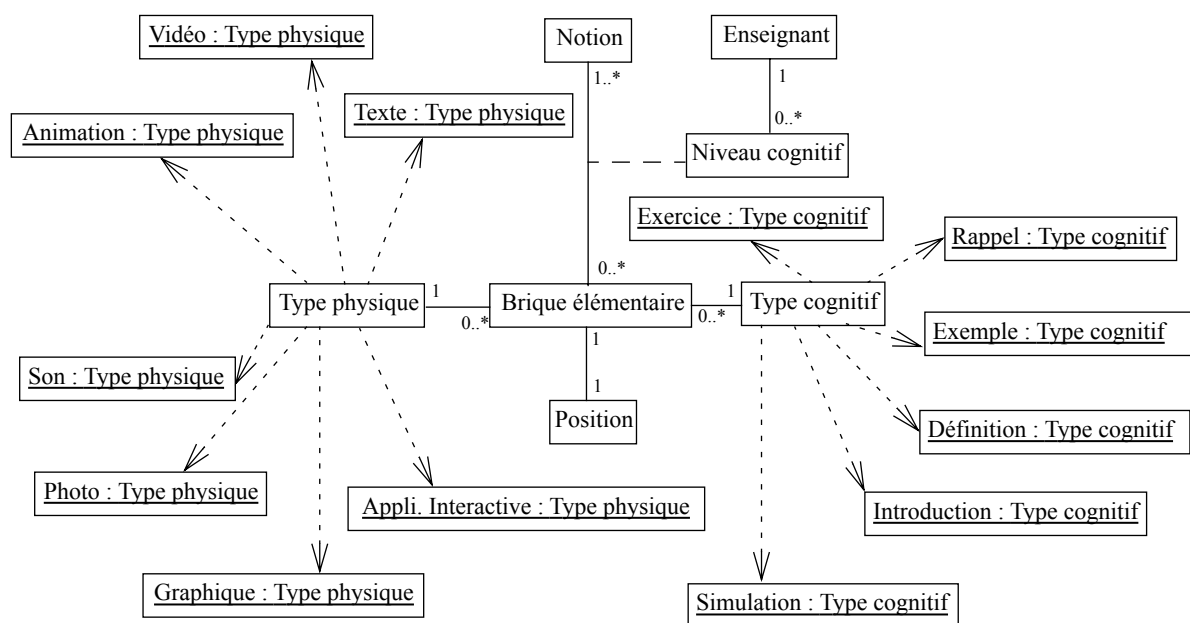 Vidéo : Type physique
Notion
Enseignant
1..*
1
Texte : Type physique
Animation : Type physique
0..*
Niveau cognitif
Exercice : Type cognitif
Rappel : Type cognitif
0..*
Type physique
1
0..*
Brique élémentaire
1
0..*
Type cognitif
1
Exemple : Type cognitif
Son : Type physique
1
Position
Définition : Type cognitif
Photo : Type physique
Appli. Interactive : Type physique
Introduction : Type cognitif
Graphique : Type physique
Simulation : Type cognitif